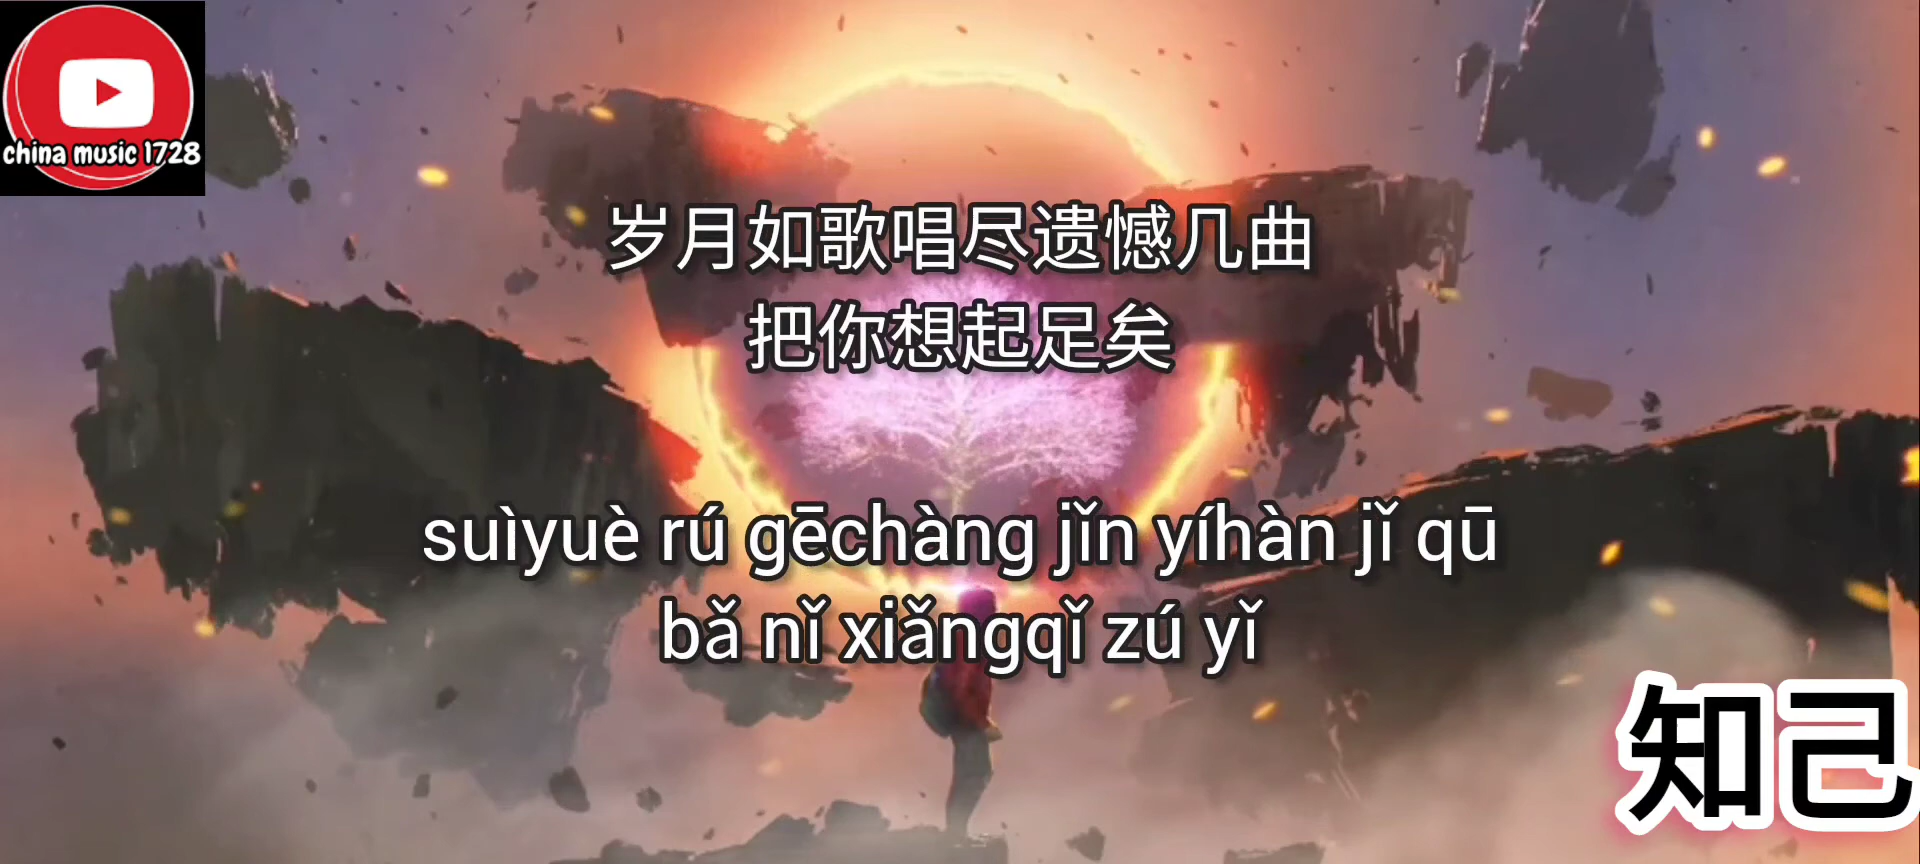 china music 1728
岁月如歌唱尽遗憾几曲
把你想起足矣
suìyuè rú gēchàng jǐn yíhàn jǐ qū
bǎ nǐ xiǎngqǐ zú yǐ
知己